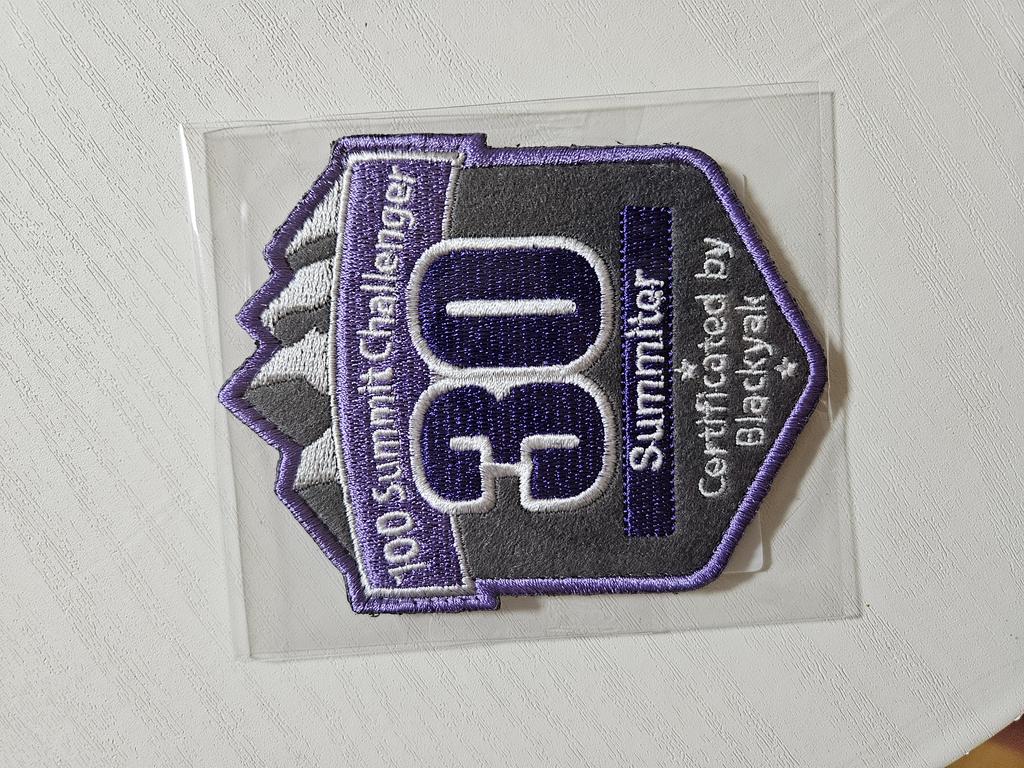 100 Summit Challenger
30
Summiter
Certificated by
Blackyak